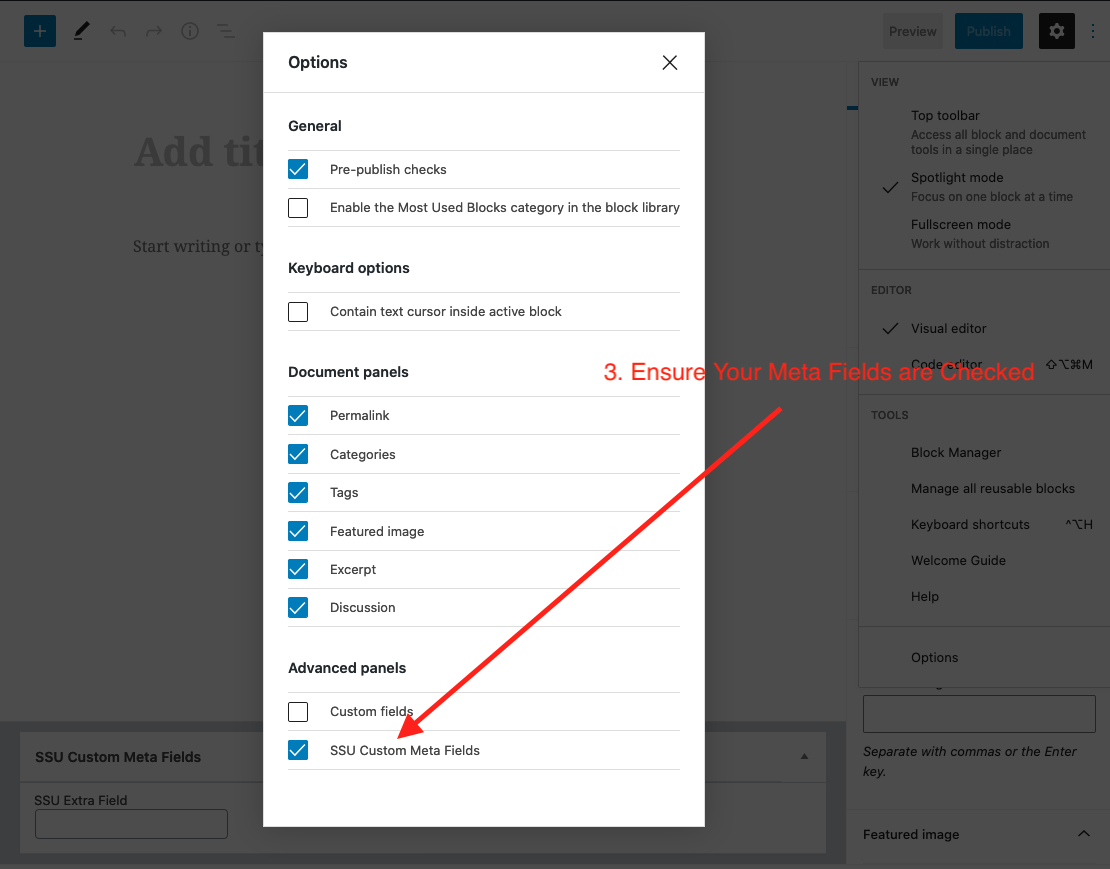 Preview
Publish
Options
General
Pre-publish checks
Enable the Most Used Blocks category in the block library
Keyboard options
Contain text cursor inside active block
Document panels
Permalink
Categories
Tags
Featured image
Excerpt
Discussion
Advanced panels
Custom fields
SSU Custom Meta Fields
3. Ensure Your Meta Fields are Checked
Add tit
Start writing or ty
SSU Custom Meta Fields
SSU Extra Field
VIEW
Top toolbar
Access all block and document
tools in a single place
Spotlight mode
Focus on one block at a time
Fullscreen mode
Work without distraction
EDITOR
Visual editor
Code editor ⇧⌥⌘M
TOOLS
Block Manager
Manage all reusable blocks
Keyboard shortcuts ^⌥H
Welcome Guide
Help
Options
Separate with commas or the Enter
key.
Featured image